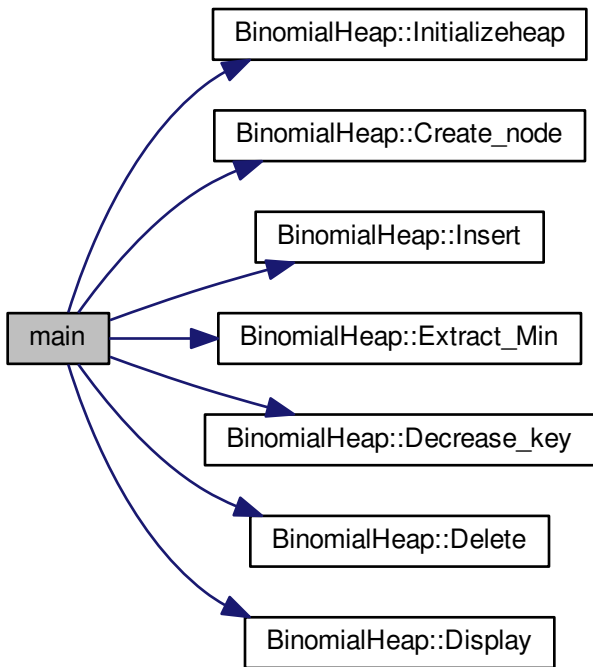 BinomialHeap::Initializeheap
BinomialHeap::Create_node
BinomialHeap::Insert
main
BinomialHeap::Extract_Min
BinomialHeap::Decrease_key
BinomialHeap::Delete
BinomialHeap::Display